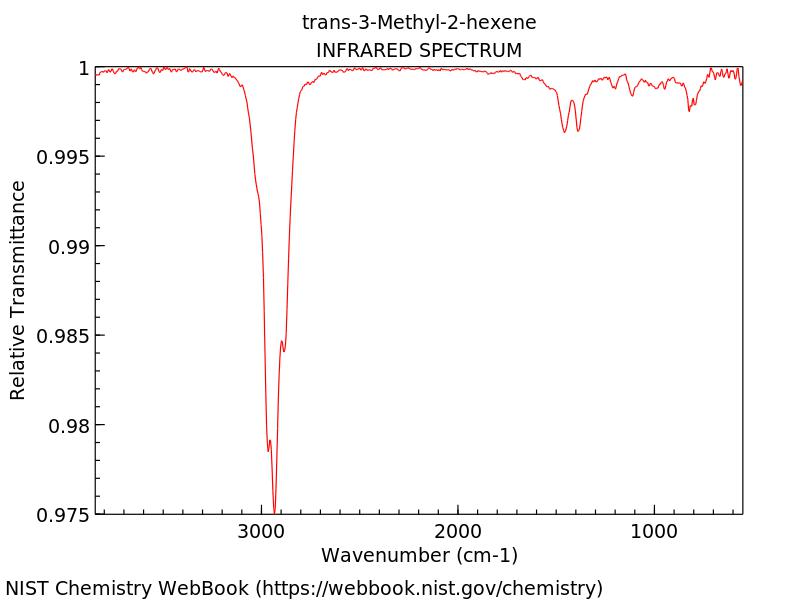 trans-3-Methyl-2-hexene
INFRARED SPECTRUM
1
0.995
0.99
0.985
0.98
0.975
Relative Transmittance
3000 2000 1000
Wavenumber (cm-1)
NIST Chemistry WebBook (https://webbook.nist.gov/chemistry)